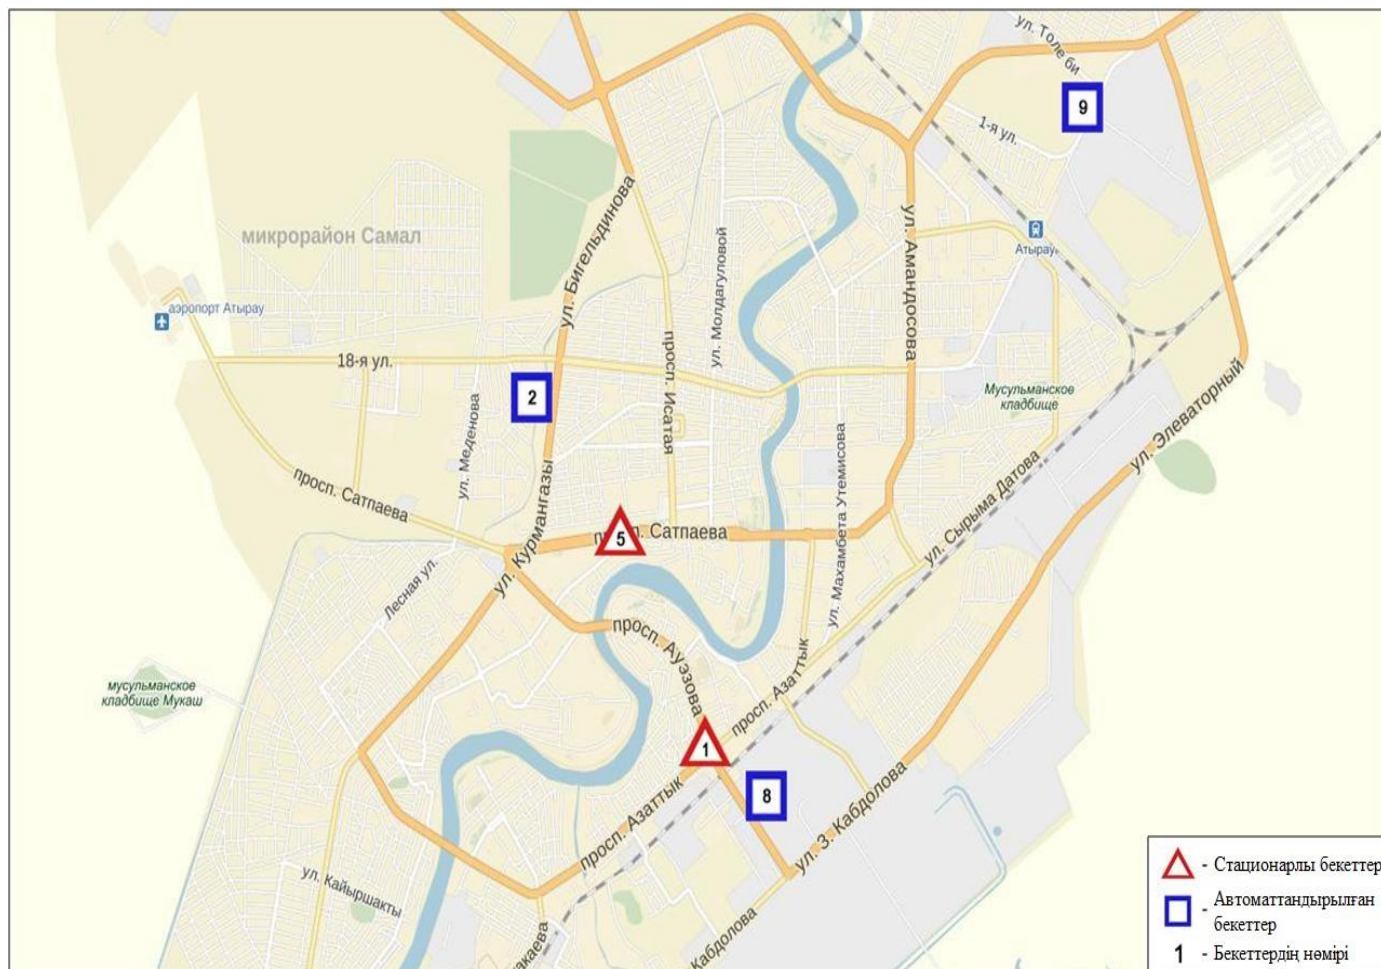 ул. Толе би
9
1-я ул.
ул. Бигельдинова
микрорайон Самал
ул. Молдагуловой
ул. Амандосова
Атырау
аэропорт Атырау
18-я ул.
просп. Исатая
Мусульманское
кладбище
ул. Элеваторный
2
ул. Меденова
ул. Курмангазы
просп. Сатпаева
ул. Махамбета Утемисова
ул. Сырыма Датова
5
Сатпаева
Лесная ул.
просп. Ауэзова
просп. Азаттык
мусульманское
кладбище Мукаш
1
8
просп. Азаттык
ул. З. Кабдолова
ул. Кайыршакты
Кабдолова
- Стационарлы бекеттер
- Автоматтандырылған
бекеттер
1 - Бекеттердің нөмірі